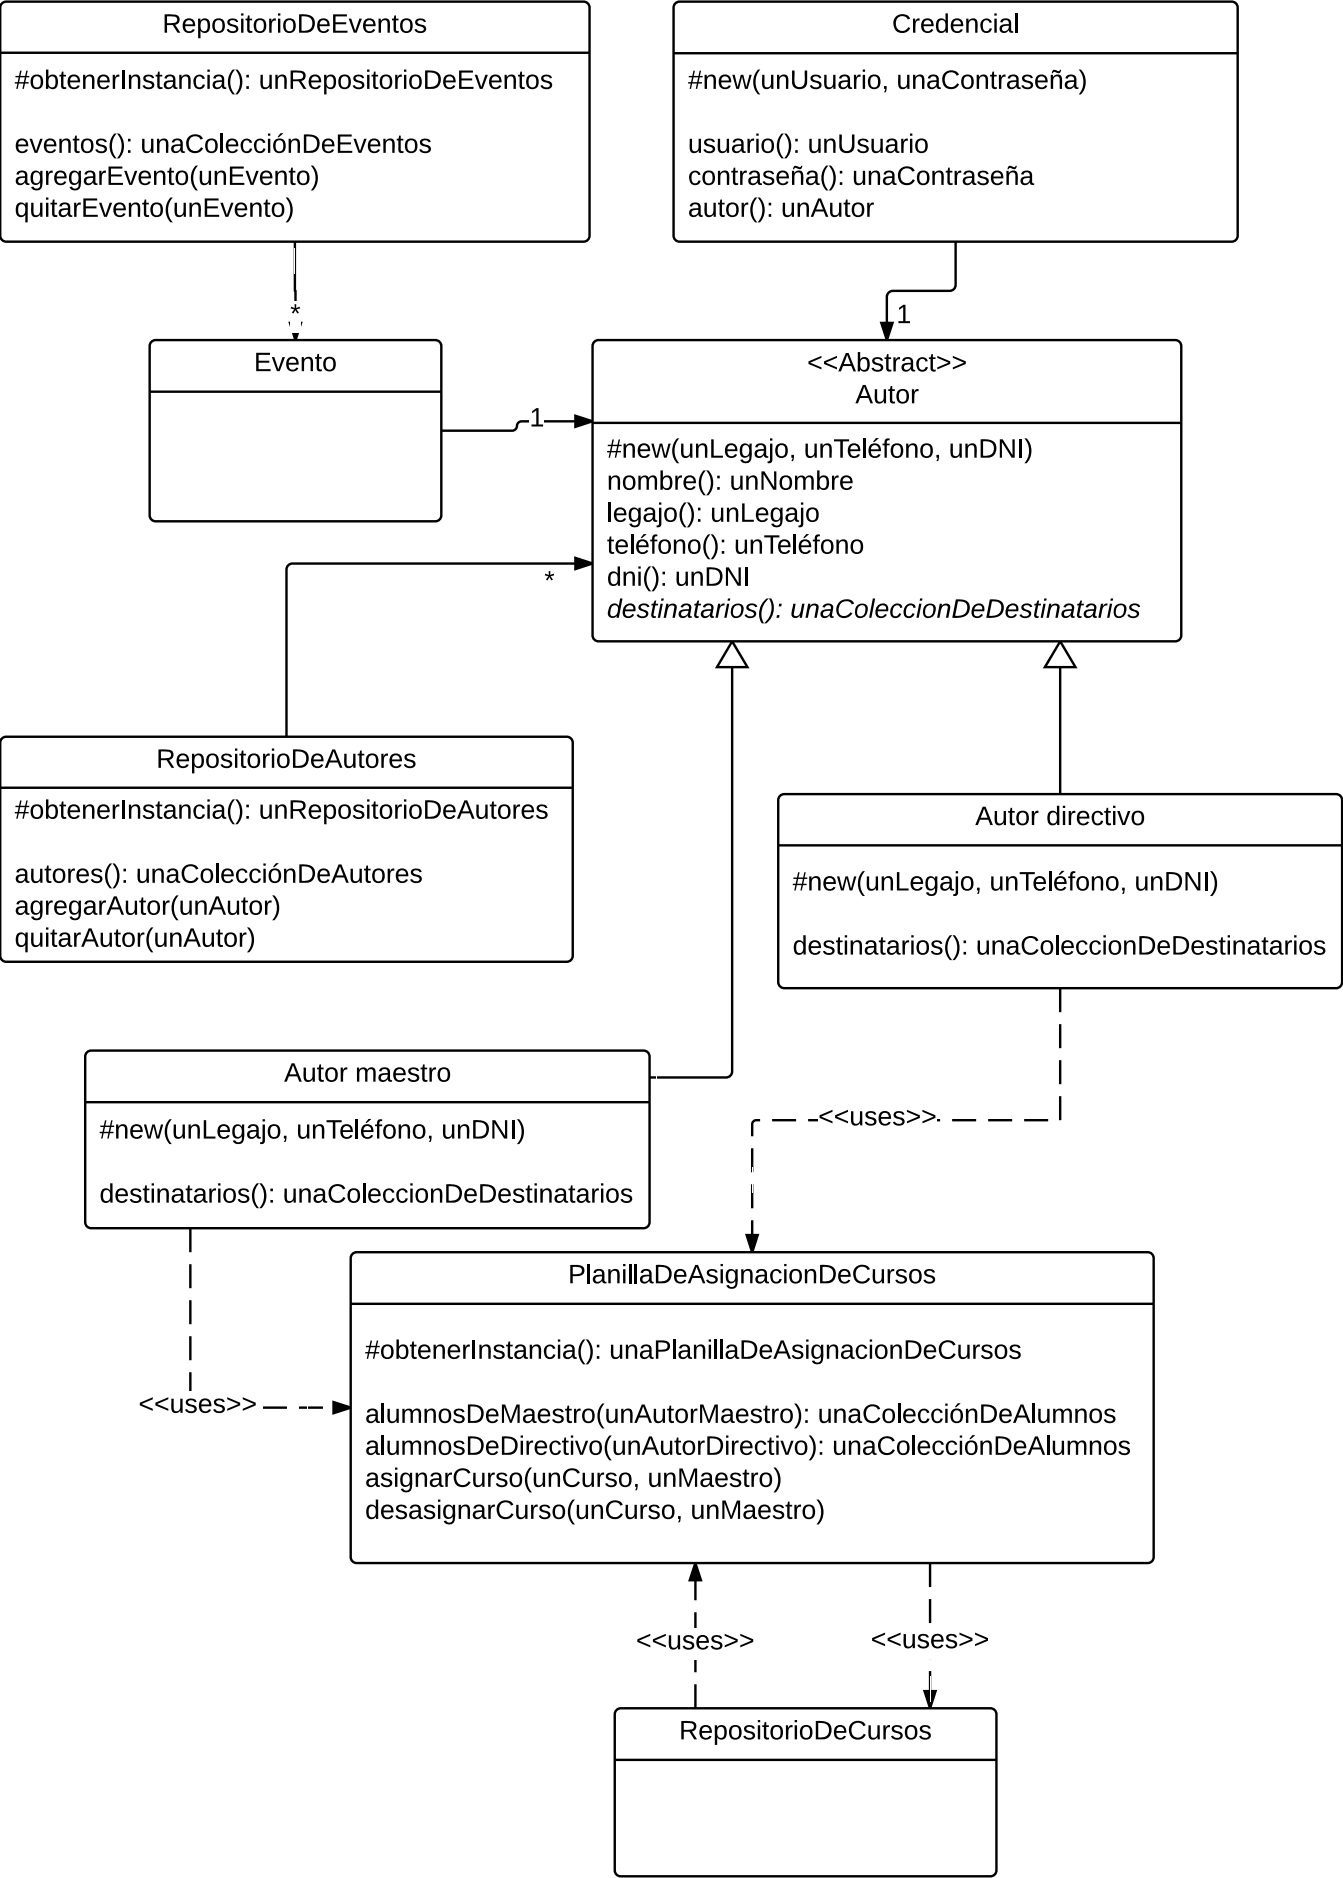 RepositorioDeEventos
#obtenerInstancia(): unRepositorioDeEventos
eventos(): unaColecciónDeEventos
agregarEvento(unEvento)
quitarEvento(unEvento)
Credencial
#new(unUsuario, unaContraseña)
usuario(): unUsuario
contraseña(): unaContraseña
autor(): unAutor
*
1
Evento
1
<<Abstract>>
Autor
#new(unLegajo, unTeléfono, unDNI)
nombre(): unNombre
legajo(): unLegajo
teléfono(): unTeléfono
dni(): unDNI
destinatarios(): unaColeccionDeDestinatarios
*
RepositorioDeAutores
#obtenerInstancia(): unRepositorioDeAutores
autores(): unaColecciónDeAutores
agregarAutor(unAutor)
quitarAutor(unAutor)
Autor directivo
#new(unLegajo, unTeléfono, unDNI)
destinatarios(): unaColeccionDeDestinatarios
Autor maestro
#new(unLegajo, unTeléfono, unDNI)
destinatarios(): unaColeccionDeDestinatarios
<<uses>>
<<uses>>
PlanillaDeAsignacionDeCursos
#obtenerInstancia(): unaPlanillaDeAsignacionDeCursos
alumnosDeMaestro(unAutorMaestro): unaColecciónDeAlumnos
alumnosDeDirectivo(unAutorDirectivo): unaColecciónDeAlumnos
asignarCurso(unCurso, unMaestro)
desasignarCurso(unCurso, unMaestro)
<<uses>>
<<uses>>
RepositorioDeCursos